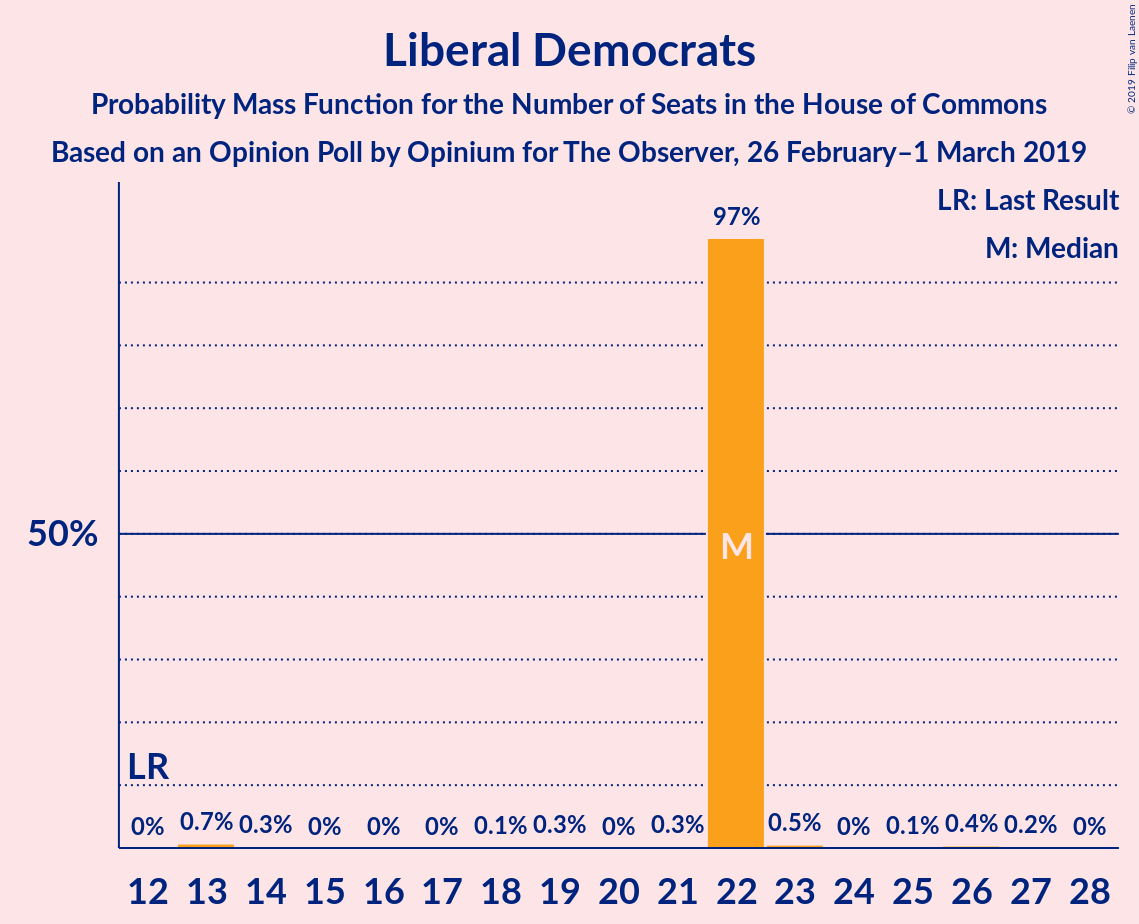 Liberal Democrats
Probability Mass Function for the Number of Seats in the House of Commons
Based on an Opinion Poll by Opinium for The Observer, 26 February–1 March 2019
© 2019 Filip van Laenen
LR: Last Result
M: Median
97%
50%
M
LR
0% 0.7% 0.3% 0% 0% 0% 0.1% 0.3% 0% 0.3% 0.5% 0% 0.1% 0.4% 0.2% 0%
12 13 14 15 16 17 18 19 20 21 22 23 24 25 26 27 28